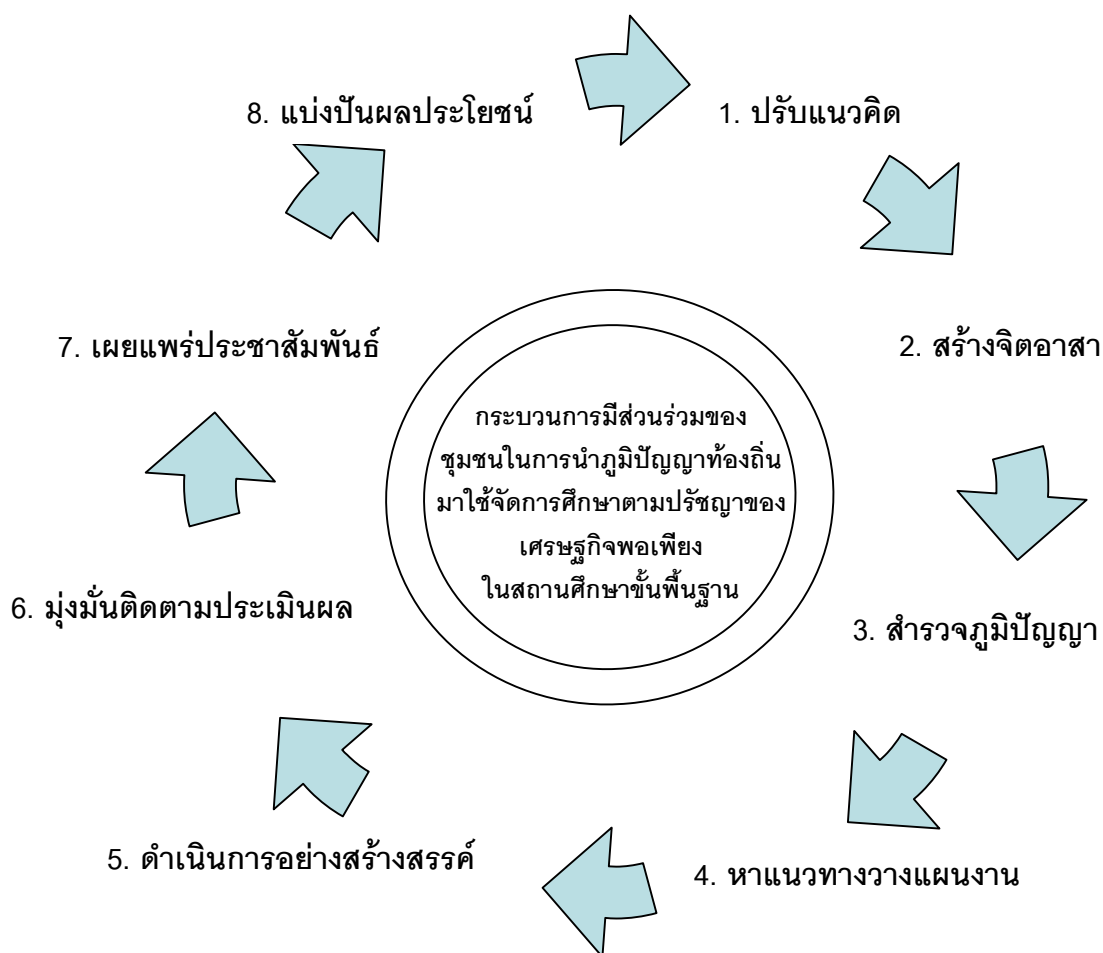 8. แบ่งปันผลประโยชน์
1. ปรับแนวคิด
7. เผยแพร่ประชาสัมพันธ์
2. สร้างจิตอาสา
กระบวนการมีส่วนร่วมของ
ชุมชนในการนำภูมิปัญญาท้องถิ่น
มาใช้จัดการศึกษาตามปรัชญาของ
เศรษฐกิจพอเพียง
ในสถานศึกษาขั้นพื้นฐาน
6. มุ่งมั่นติดตามประเมินผล
3. สำรวจภูมิปัญญา
5. ดำเนินการอย่างสร้างสรรค์
4. หาแนวทางวางแผนงาน